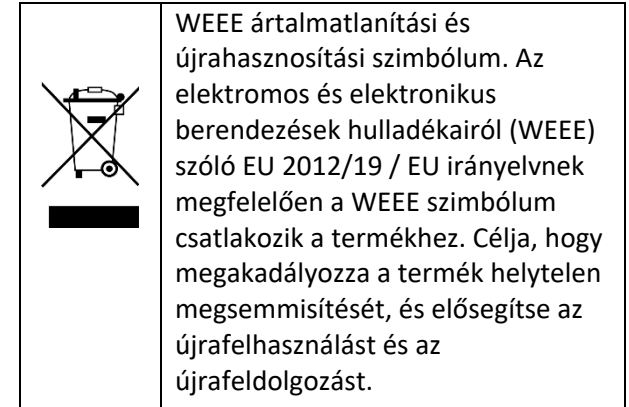 WEEE ártalmatlanítási és
újrahasznosítási szimbólum. Az
elektromos és elektronikus
berendezések hulladékairól (WEEE)
szóló EU 2012/19 / EU irányelvnek
megfelelően a WEEE szimbólum
csatlakozik a termékhez. Célja, hogy
megakadályozza a termék helytelen
megsemmisítését, és elősegítse az
újrafelhasználást és az
újrafeldolgozást.